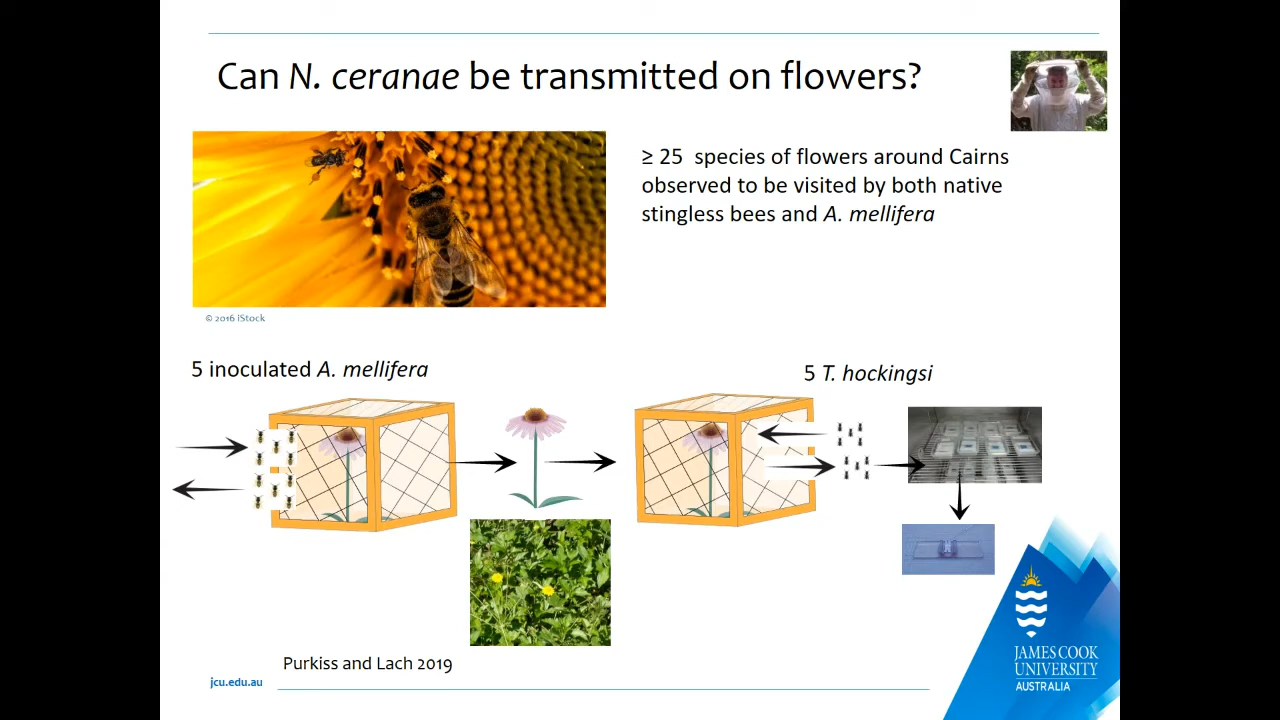 Can N. ceranae be transmitted on flowers?
≥ 25 species of flowers around Cairns
observed to be visited by both native
stingless bees and A. mellifera
© 2016 iStock
5 inoculated A. mellifera
5 T. hockingsi
Purkiss and Lach 2019
jcu.edu.au
JAMES COOK
UNIVERSITY
AUSTRALIA